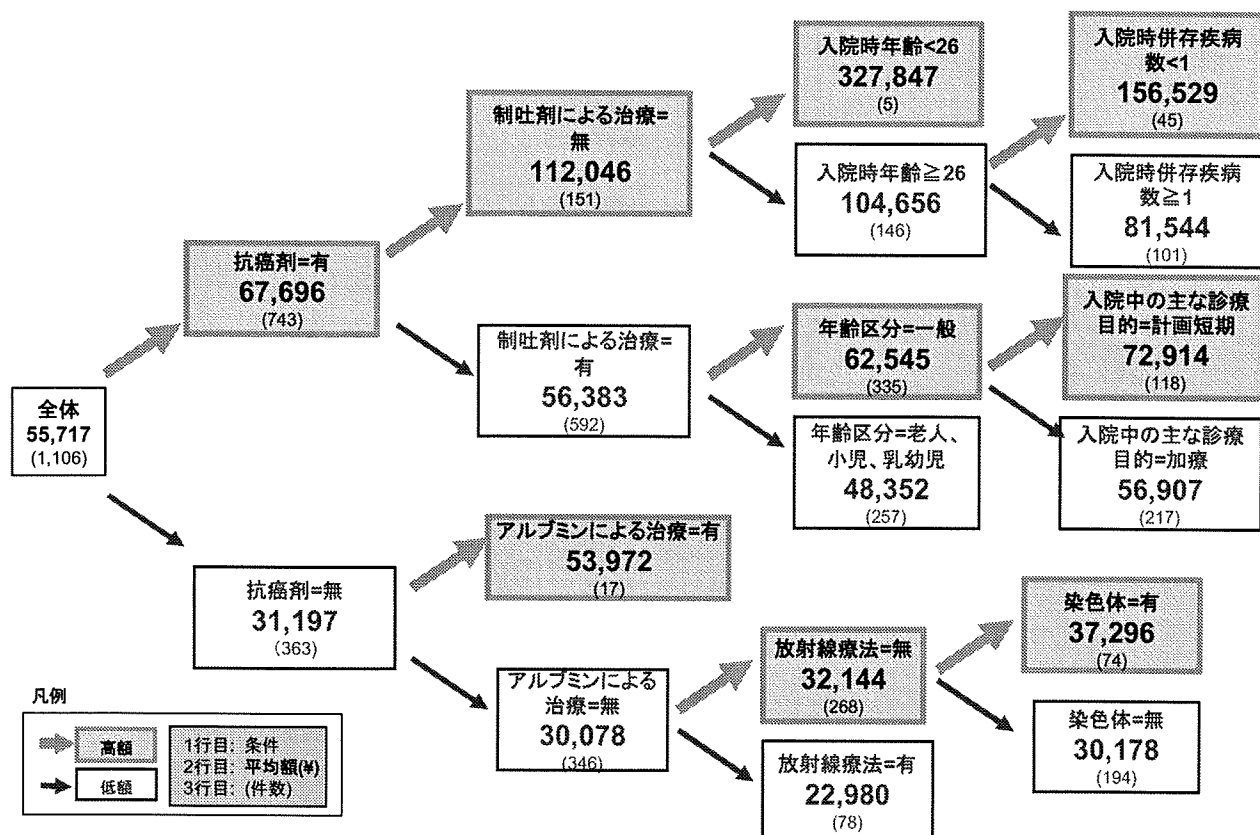 全体
55,717
(1,106)
抗癌剤=有
67,696
(743)
抗癌剤=無
31,197
(363)
制吐剤による治療=
無
112,046
(151)
制吐剤による治療=
有
56,383
(592)
アルブミンによる治療=有
53,972
(17)
アルブミンによる
治療=無
30,078
(346)
入院時年齢<26
327,847
(5)
入院時年齢≧26
104,656
(146)
年齢区分=一般
62,545
(335)
年齢区分=老人、
小児、乳幼児
48,352
(257)
放射線療法=無
32,144
(268)
放射線療法=有
22,980
(78)
入院時併存疾病
数<1
156,529
(45)
入院時併存疾病
数≧1
81,544
(101)
入院中の主な診療
目的=計画短期
72,914
(118)
入院中の主な診療
目的=加療
56,907
(217)
染色体=有
37,296
(74)
染色体=無
30,178
(194)
凡例
高額
低額
1行目: 条件
2行目: 平均額(¥)
3行目: (件数)